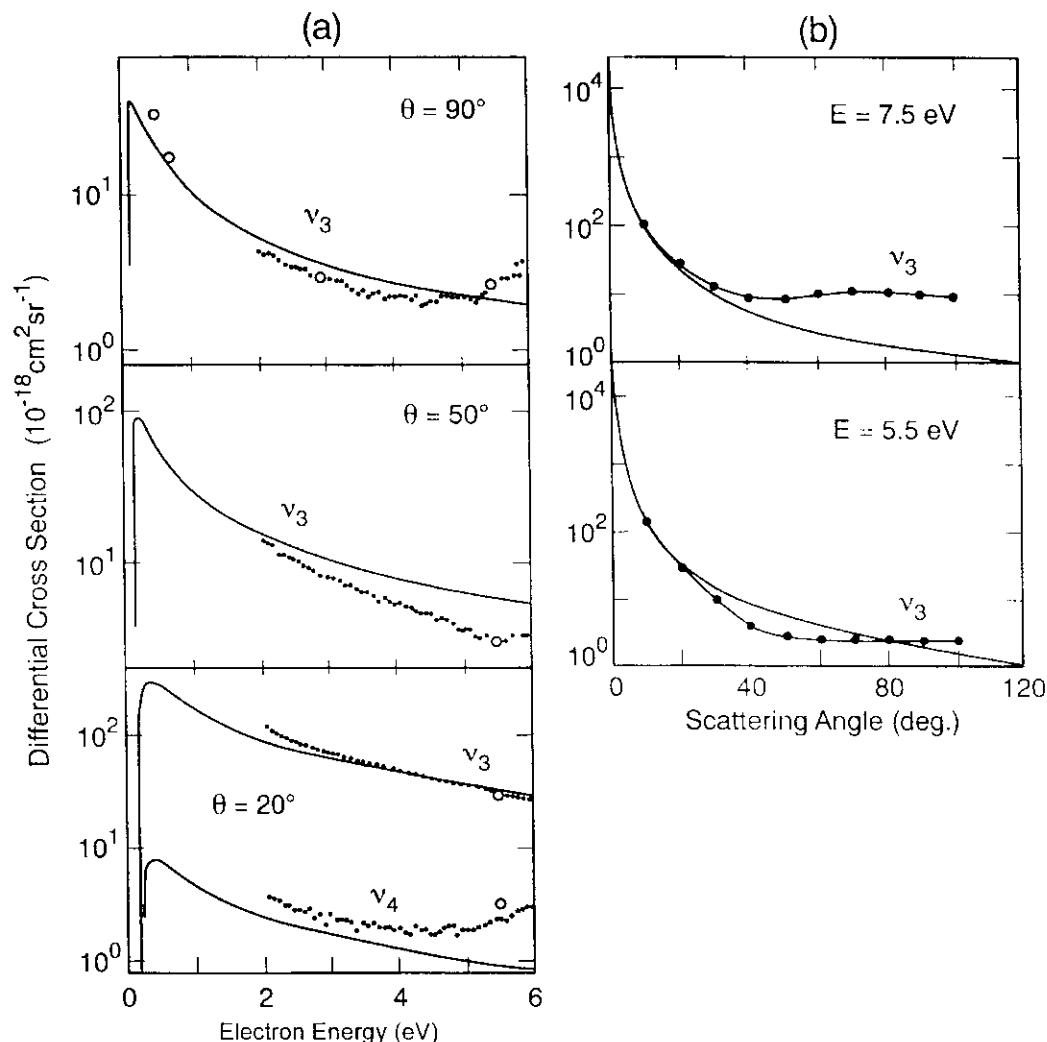 (a)
θ = 90°
10¹
ν₃
10⁰
10²
θ = 50°
ν₃
10¹
10²
ν₃
θ = 20°
10¹
ν₄
10⁰
0 2 4 6
Electron Energy (eV)
Differential Cross Section (10⁻¹⁸cm²sr⁻¹)
(b)
10⁴
E = 7.5 eV
10²
ν₃
10⁰
10⁴
E = 5.5 eV
10²
ν₃
10⁰
0 40 80 120
Scattering Angle (deg.)